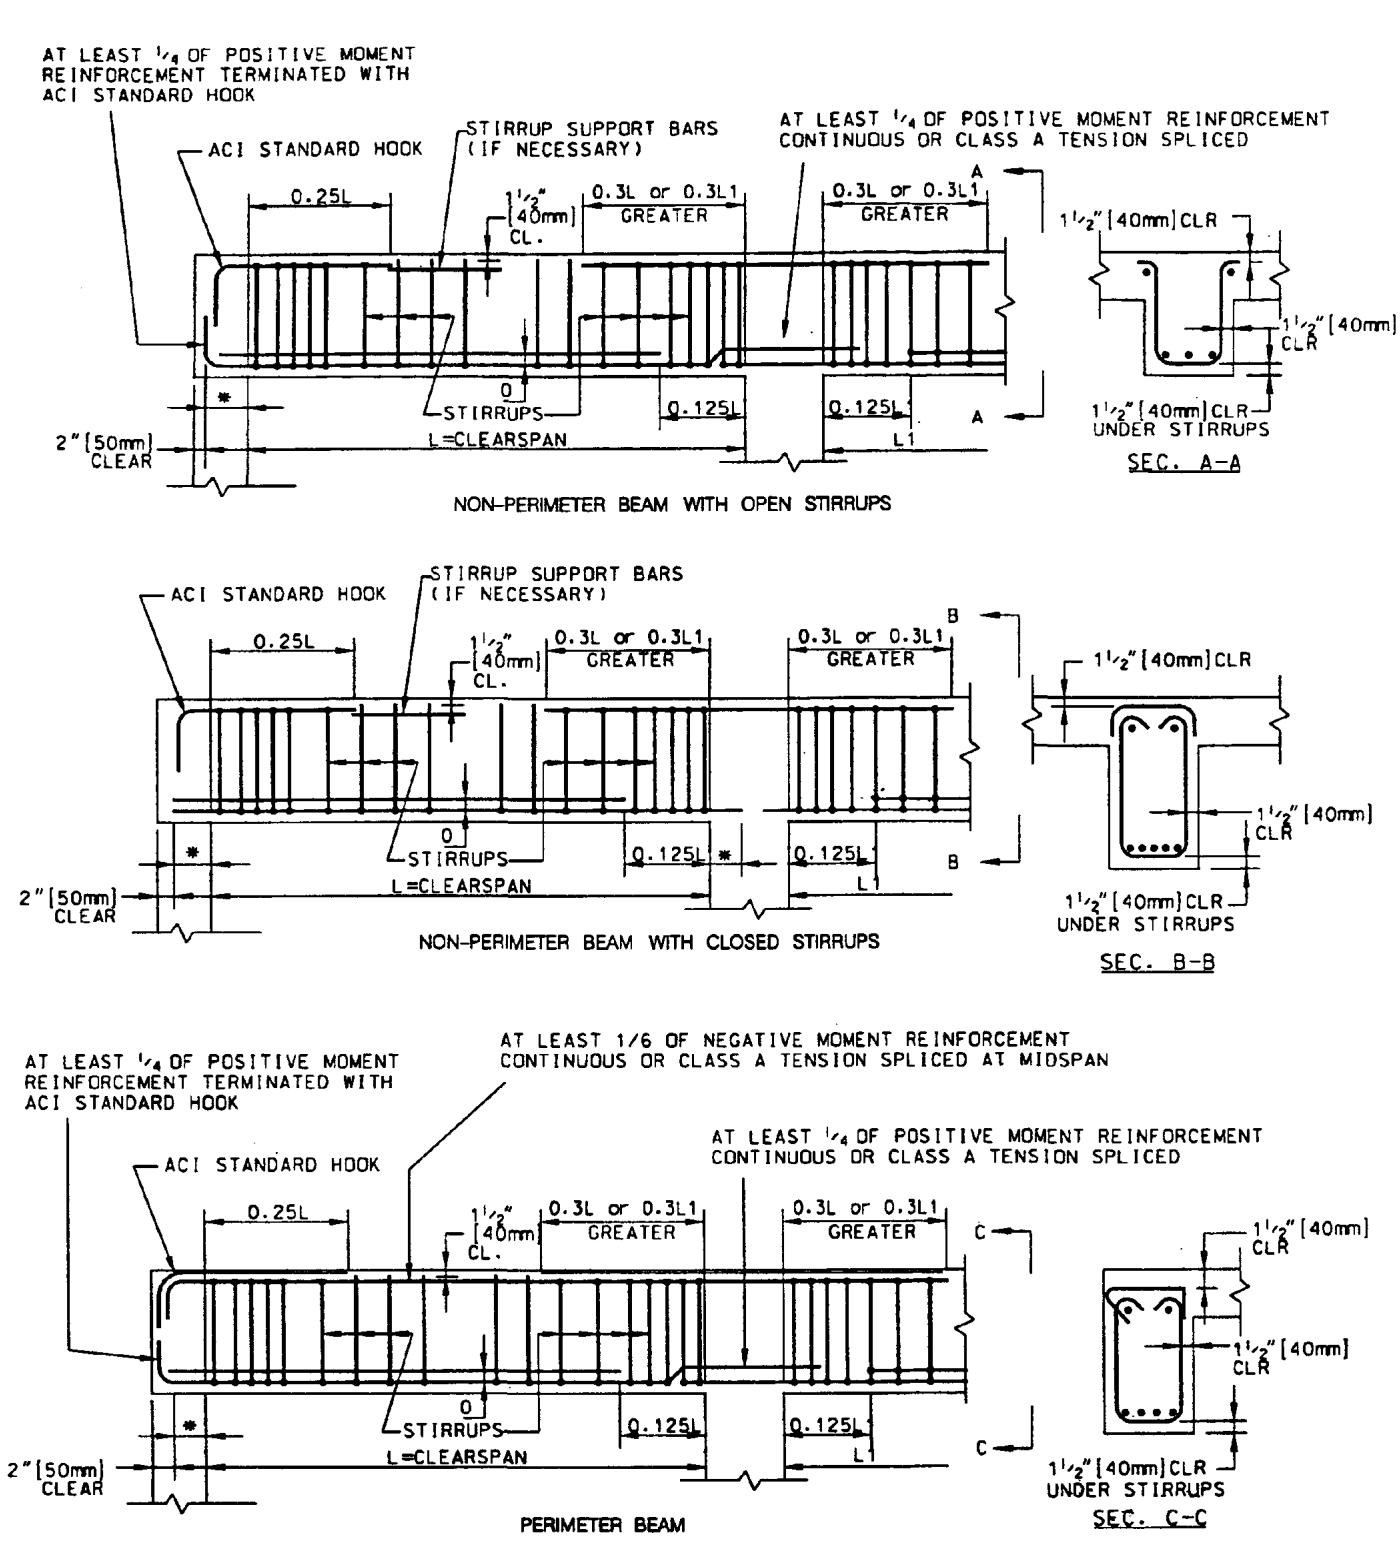 AT LEAST 1/4 OF POSITIVE MOMENT
REINFORCEMENT TERMINATED WITH
ACI STANDARD HOOK
ACI STANDARD HOOK
STIRRUP SUPPORT BARS
(IF NECESSARY)
AT LEAST 1/4 OF POSITIVE MOMENT REINFORCEMENT
CONTINUOUS OR CLASS A TENSION SPLICED
0.25L
1 1/2"
[40mm]
CL.
0.3L or 0.3L1
GREATER
0.3L or 0.3L1
GREATER
A
1 1/2" [40mm] CLR
1 1/2" [40mm]
CLR
*
0
STIRRUPS
0.125L
0.125L1
A
2" [50mm]
CLEAR
L=CLEARSPAN
L1
1 1/2" [40mm] CLR
UNDER STIRRUPS
SEC. A-A
NON-PERIMETER BEAM WITH OPEN STIRRUPS
ACI STANDARD HOOK
STIRRUP SUPPORT BARS
(IF NECESSARY)
0.25L
1 1/2"
[40mm]
CL.
0.3L or 0.3L1
GREATER
0.3L or 0.3L1
GREATER
B
1 1/2" [40mm] CLR
1 1/2" [40mm]
CLR
*
0
STIRRUPS
0.125L
*
0.125L1
B
2" [50mm]
CLEAR
L=CLEARSPAN
L1
1 1/2" [40mm] CLR
UNDER STIRRUPS
SEC. B-B
NON-PERIMETER BEAM WITH CLOSED STIRRUPS
AT LEAST 1/6 OF NEGATIVE MOMENT REINFORCEMENT
CONTINUOUS OR CLASS A TENSION SPLICED AT MIDSPAN
AT LEAST 1/4 OF POSITIVE MOMENT
REINFORCEMENT TERMINATED WITH
ACI STANDARD HOOK
AT LEAST 1/4 OF POSITIVE MOMENT REINFORCEMENT
CONTINUOUS OR CLASS A TENSION SPLICED
ACI STANDARD HOOK
0.25L
1 1/2"
[40mm]
CL.
0.3L or 0.3L1
GREATER
0.3L or 0.3L1
GREATER
C
1 1/2" [40mm]
CLR
1 1/2" [40mm]
CLR
*
0
STIRRUPS
0.125L
0.125L1
C
2" [50mm]
CLEAR
L=CLEARSPAN
L1
1 1/2" [40mm] CLR
UNDER STIRRUPS
SEC. C-C
PERIMETER BEAM